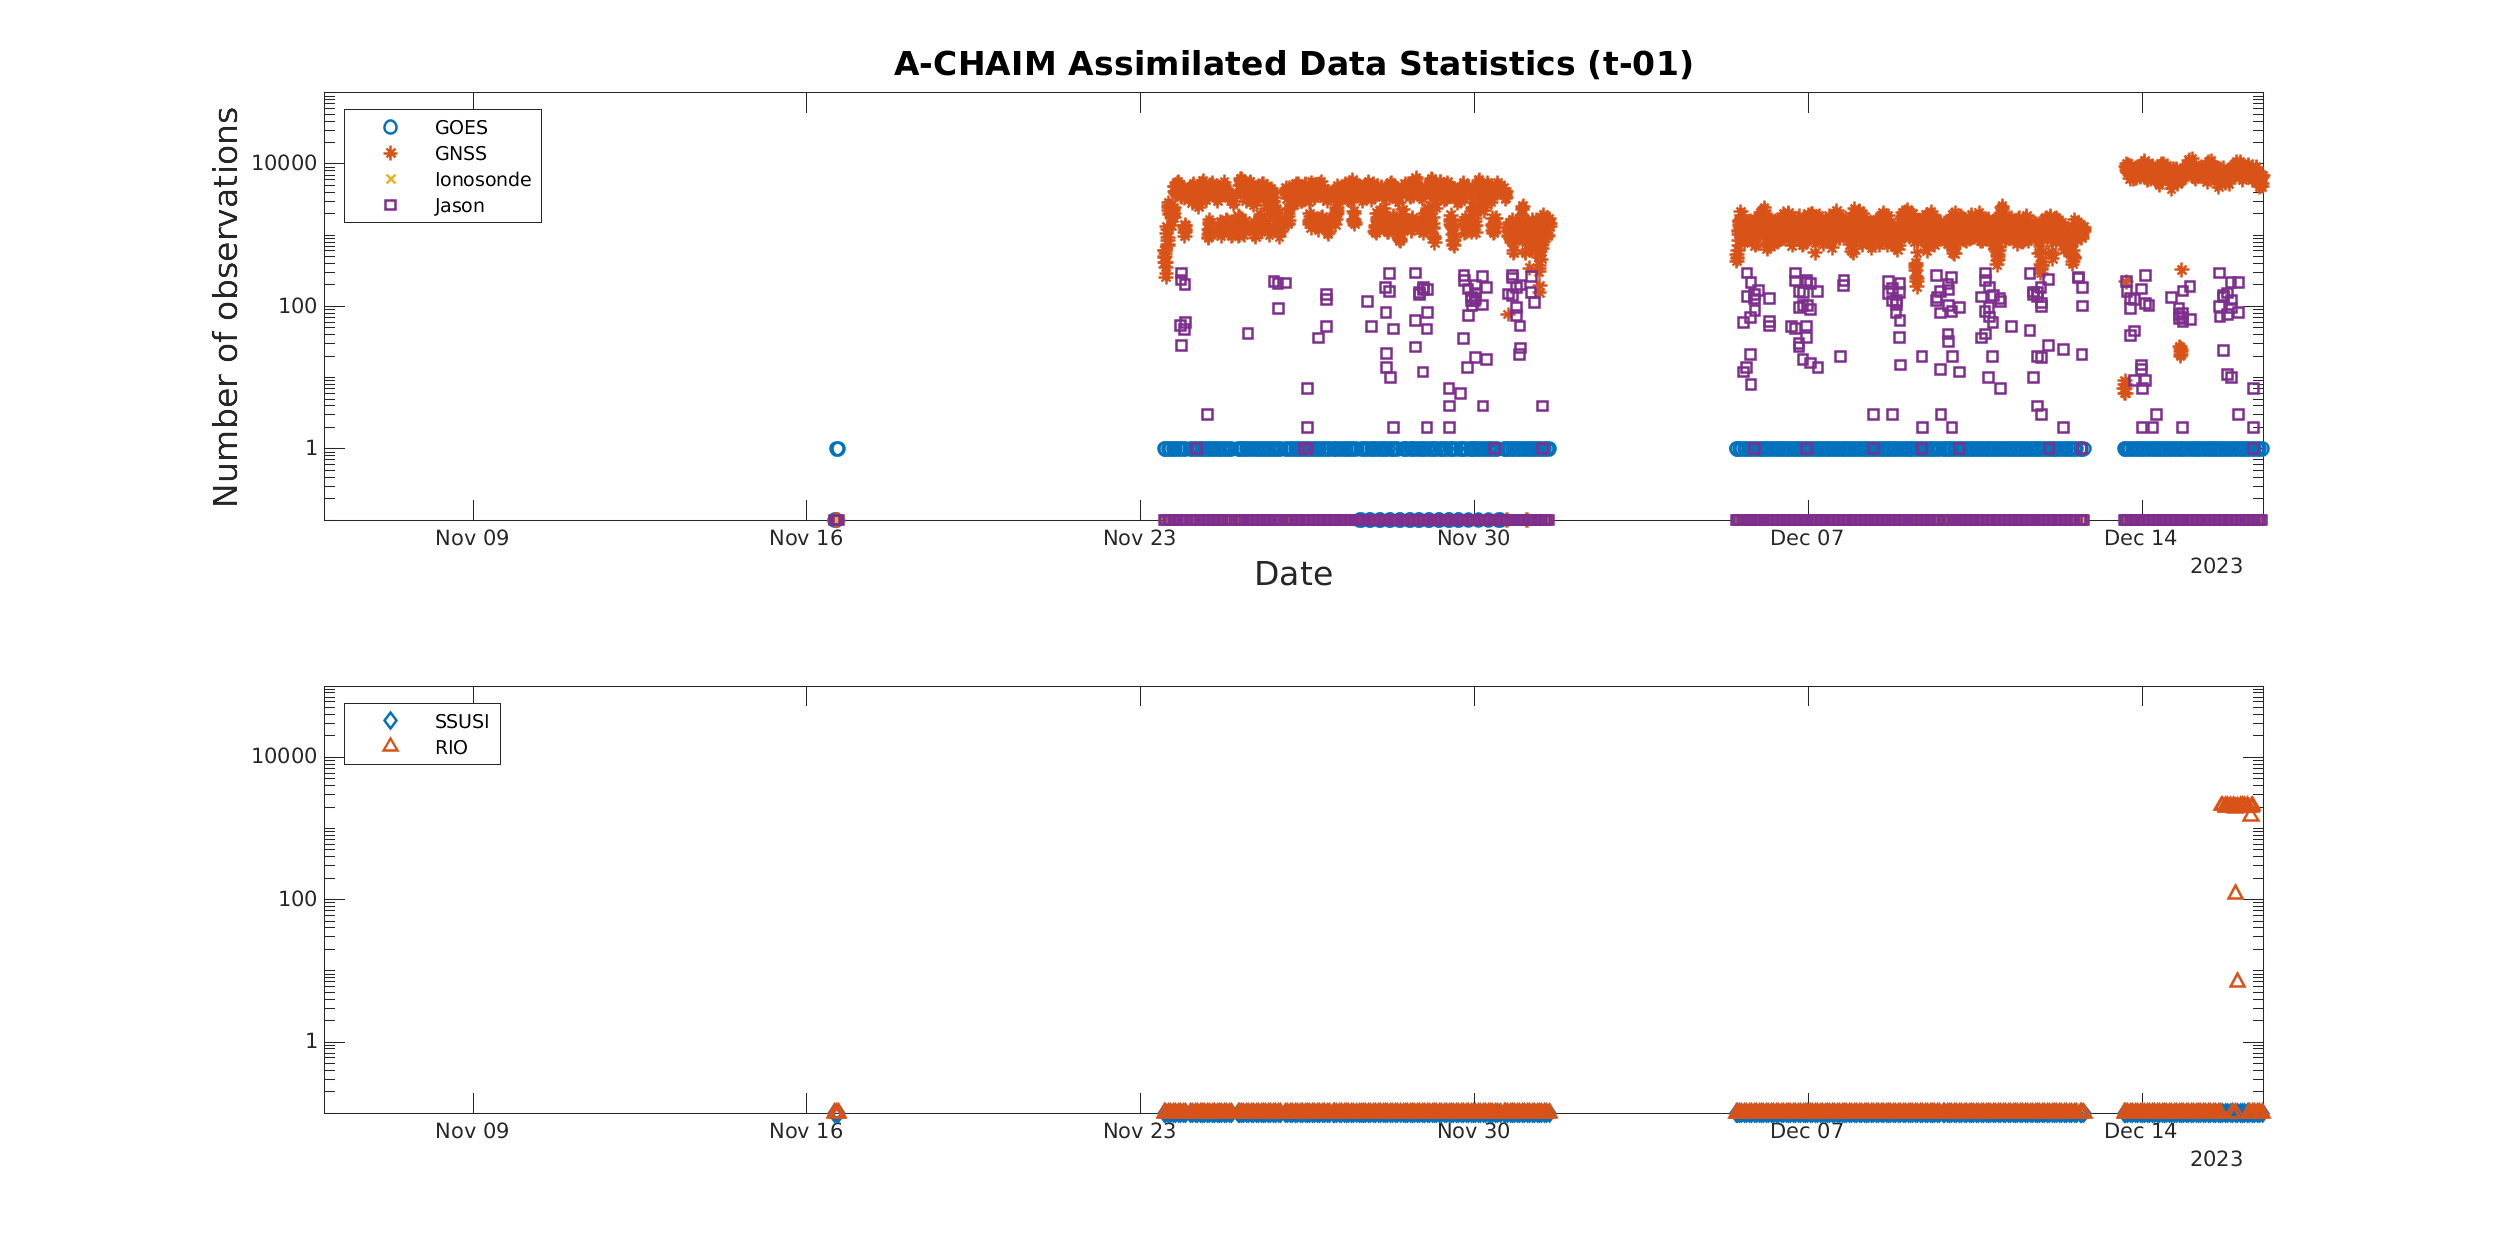 A-CHAIM Assimilated Data Statistics (t-01)
Number of observations
GOES
GNSS
Ionosonde
Jason
10000
100
1
Nov 09 Nov 16 Nov 23 Nov 30 Dec 07 Dec 14
2023
Date
SSUSI
RIO
10000
100
1
Nov 09 Nov 16 Nov 23 Nov 30 Dec 07 Dec 14
2023